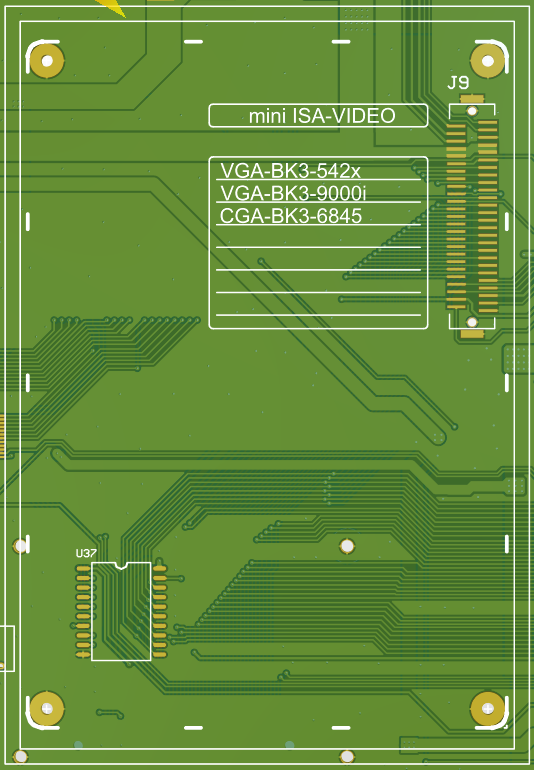 J9
mini ISA-VIDEO
VGA-BK3-542x
VGA-BK3-9000i
CGA-BK3-6845
U37